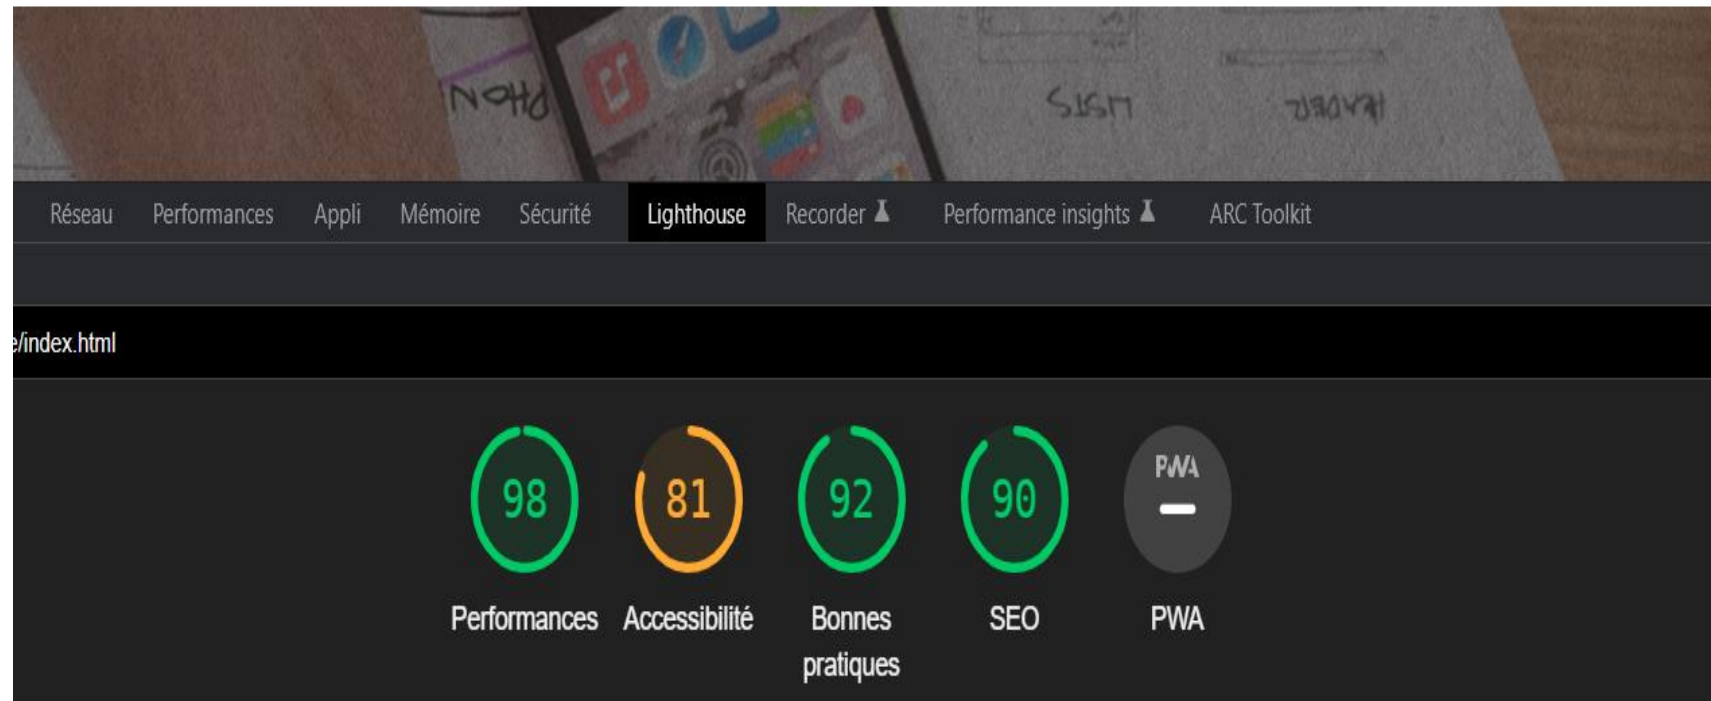 PHON
LISTS
HEADER
Réseau Performances Appli Mémoire Sécurité Lighthouse Recorder Performance insights ARC Toolkit
e/index.html
98 81 92 90 PWA
Performances Accessibilité Bonnes pratiques SEO PWA